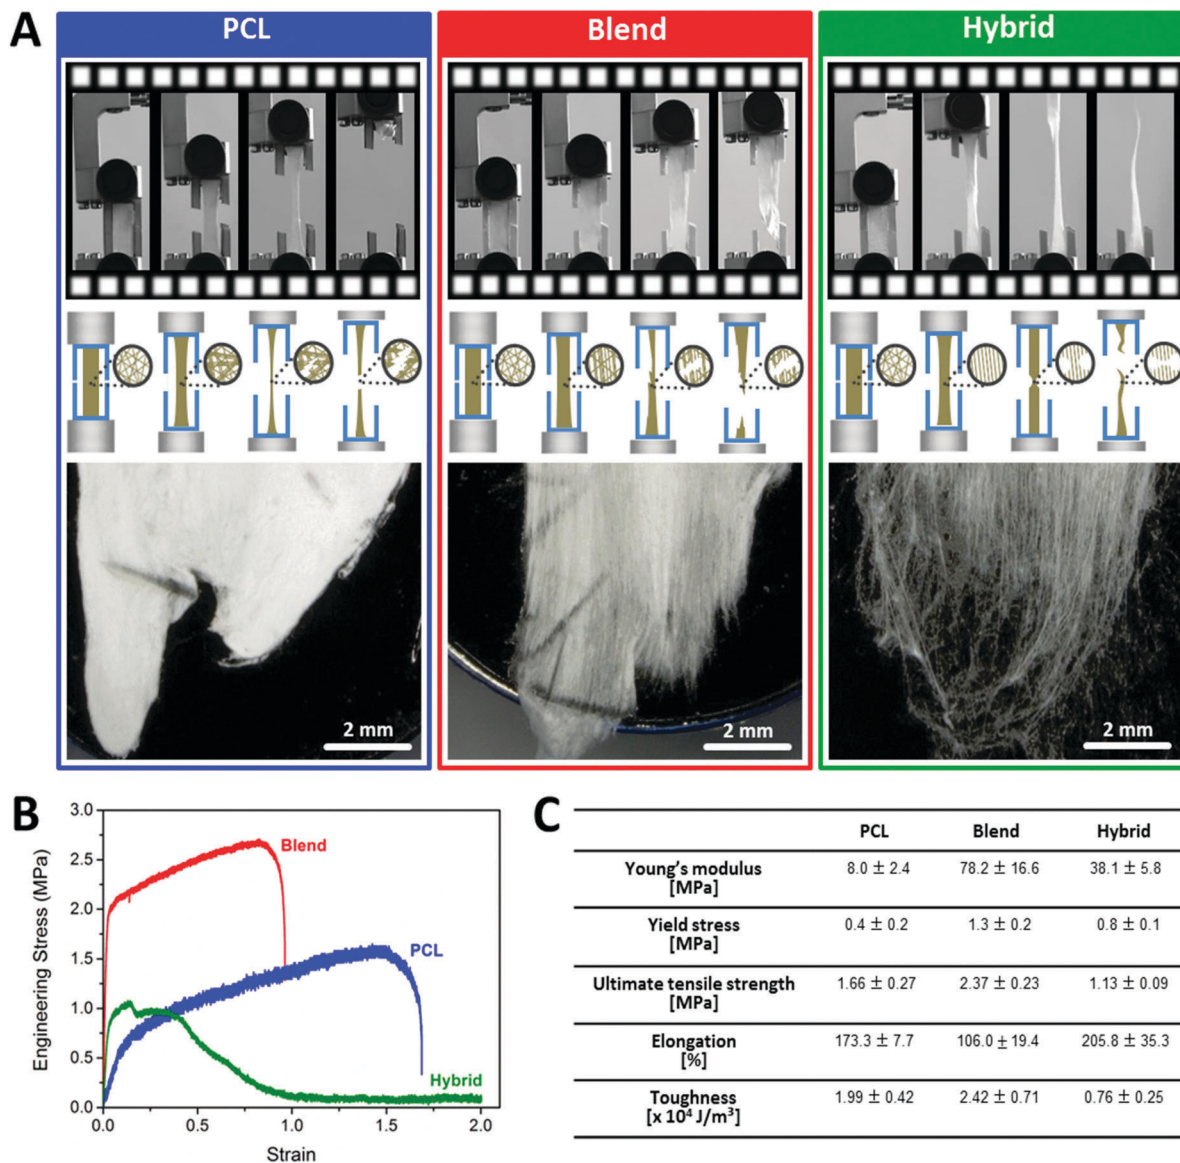 A
PCL
Blend
Hybrid
2 mm
2 mm
2 mm
B
Engineering Stress (MPa)
3.0
2.5
2.0
1.5
1.0
0.5
0.0
Blend
PCL
Hybrid
0.0 0.5 1.0 1.5 2.0
Strain
C
PCL Blend Hybrid
Young's modulus
[MPa]
8.0 ± 2.4 78.2 ± 16.6 38.1 ± 5.8
Yield stress
[MPa]
0.4 ± 0.2 1.3 ± 0.2 0.8 ± 0.1
Ultimate tensile strength
[MPa]
1.66 ± 0.27 2.37 ± 0.23 1.13 ± 0.09
Elongation
[%]
173.3 ± 7.7 106.0 ± 19.4 205.8 ± 35.3
Toughness
[x 10⁴ J/m³]
1.99 ± 0.42 2.42 ± 0.71 0.76 ± 0.25